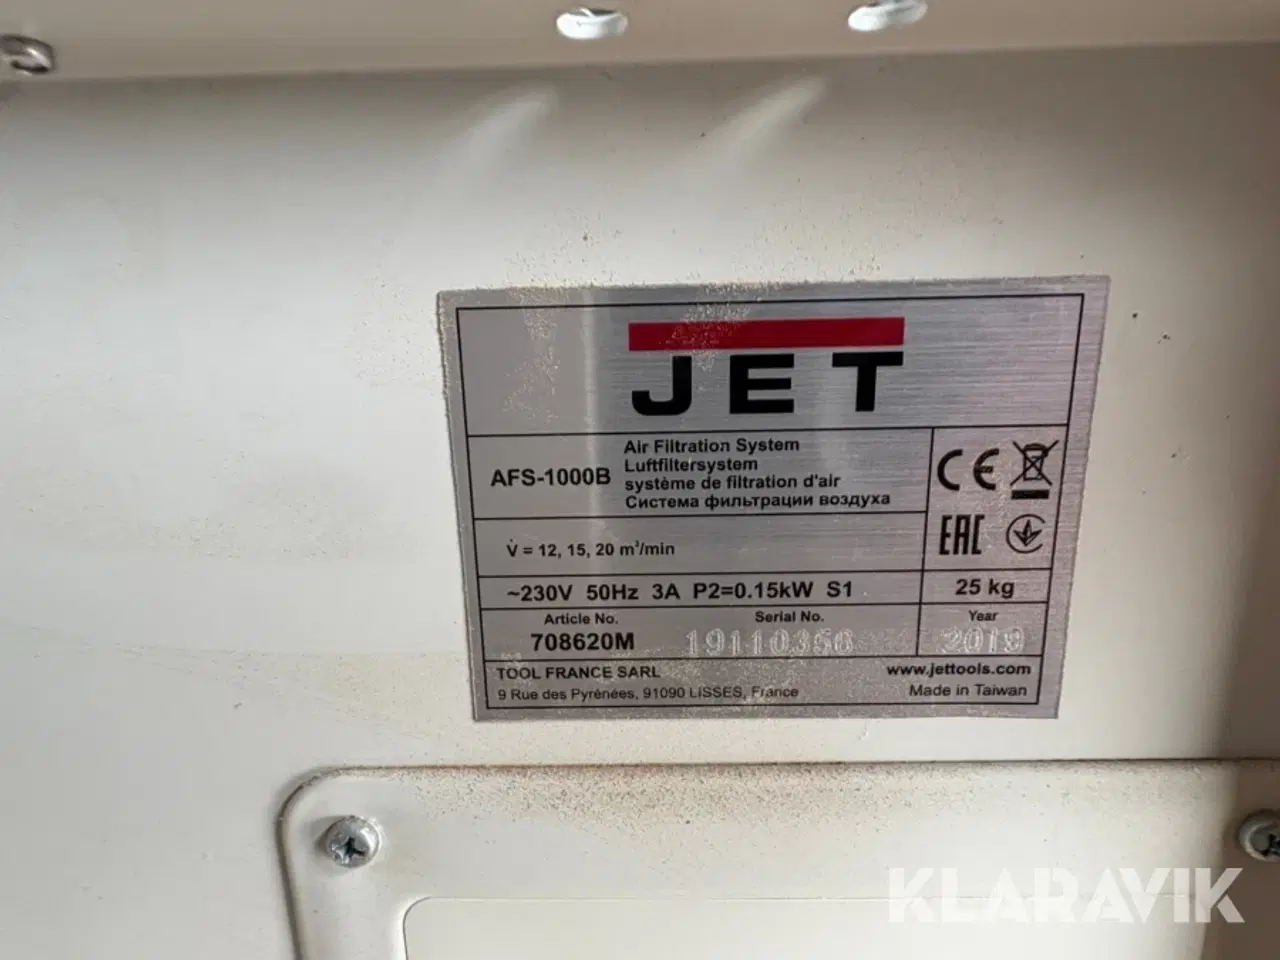 JET
AFS-1000B
Air Filtration System
Luftfiltersystem
système de filtration d'air
Система фильтрации воздуха
CE
EAC
V̇ = 12, 15, 20 m³/min
~230V 50Hz 3A P2=0.15kW S1
25 kg
Article No.
Serial No.
Year
708620M
19110356
2019
TOOL FRANCE SARL
www.jettools.com
9 Rue des Pyrénées, 91090 LISSES, France
Made in Taiwan
KLARAVIK